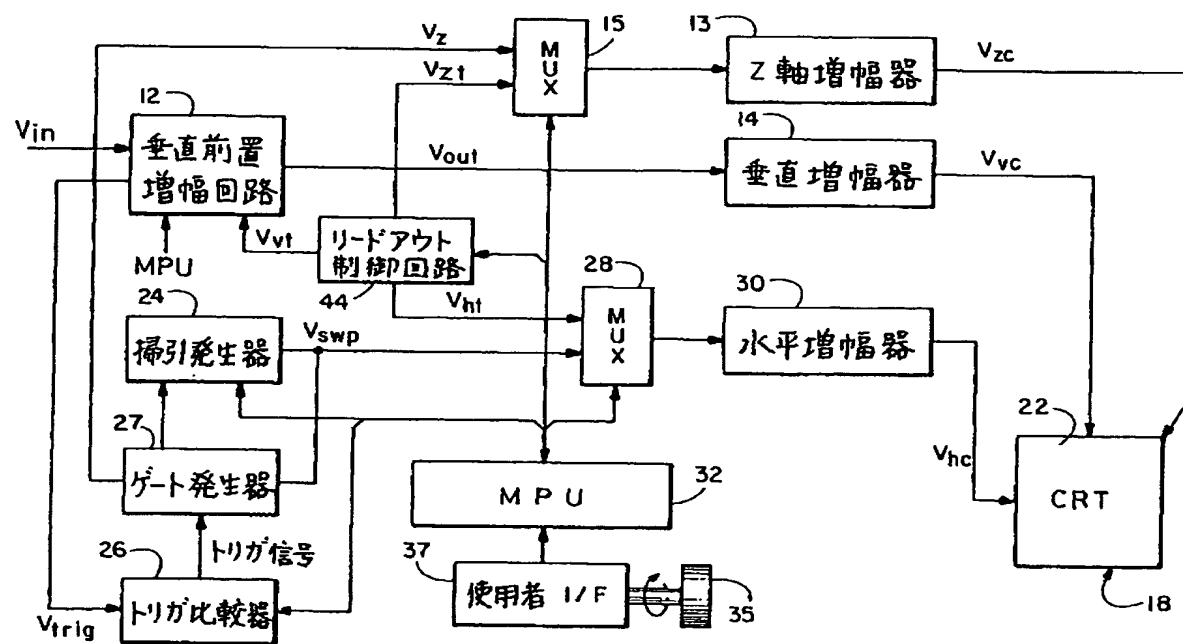 Vz
MUX
15
13
Z軸増幅器
Vzc
Vzt
12
Vin
垂直前置
増幅回路
Vout
14
垂直増幅器
Vvc
MPU
Vvt
リードアウト
制御回路
44
Vht
28
MUX
30
水平増幅器
24
掃引発生器
Vswp
27
ゲート発生器
トリガ信号
26
トリガ比較器
Vtrig
MPU
32
37
使用者 I/F
35
Vhc
22
CRT
18